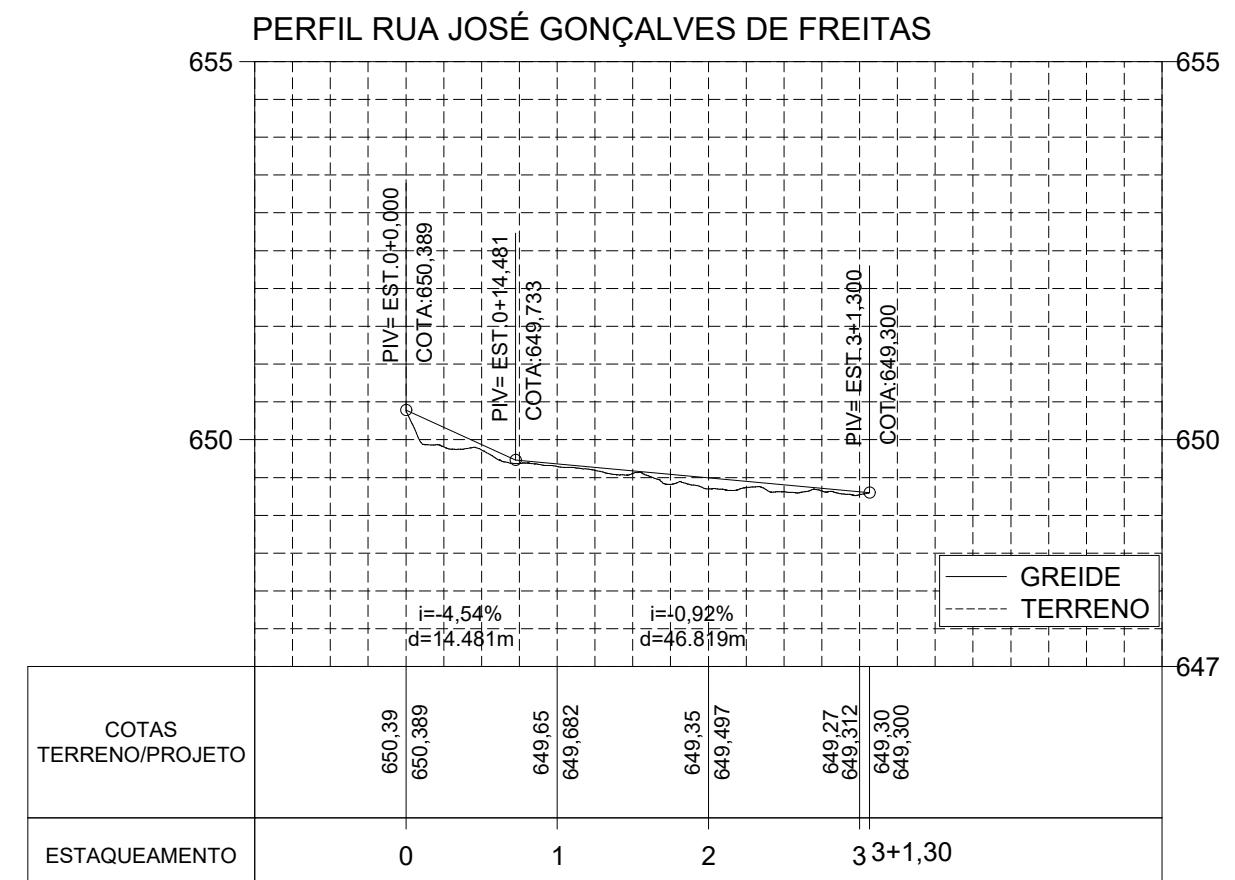 PERFIL RUA JOSÉ GONÇALVES DE FREITAS
655
655
PIV= EST.0+0,000
COTA:650,389
PIV= EST.0+14,481
COTA:649,733
PIV= EST.3+1,300
COTA:649,300
650
650
GREIDE
TERRENO
i=-4,54%
d=14.481m
i=-0,92%
d=46.819m
647
COTAS
TERRENO/PROJETO
650,39
650,389
649,65
649,682
649,35
649,497
649,27
649,312
649,30
649,300
ESTAQUEAMENTO
0
1
2
3
3+1,30